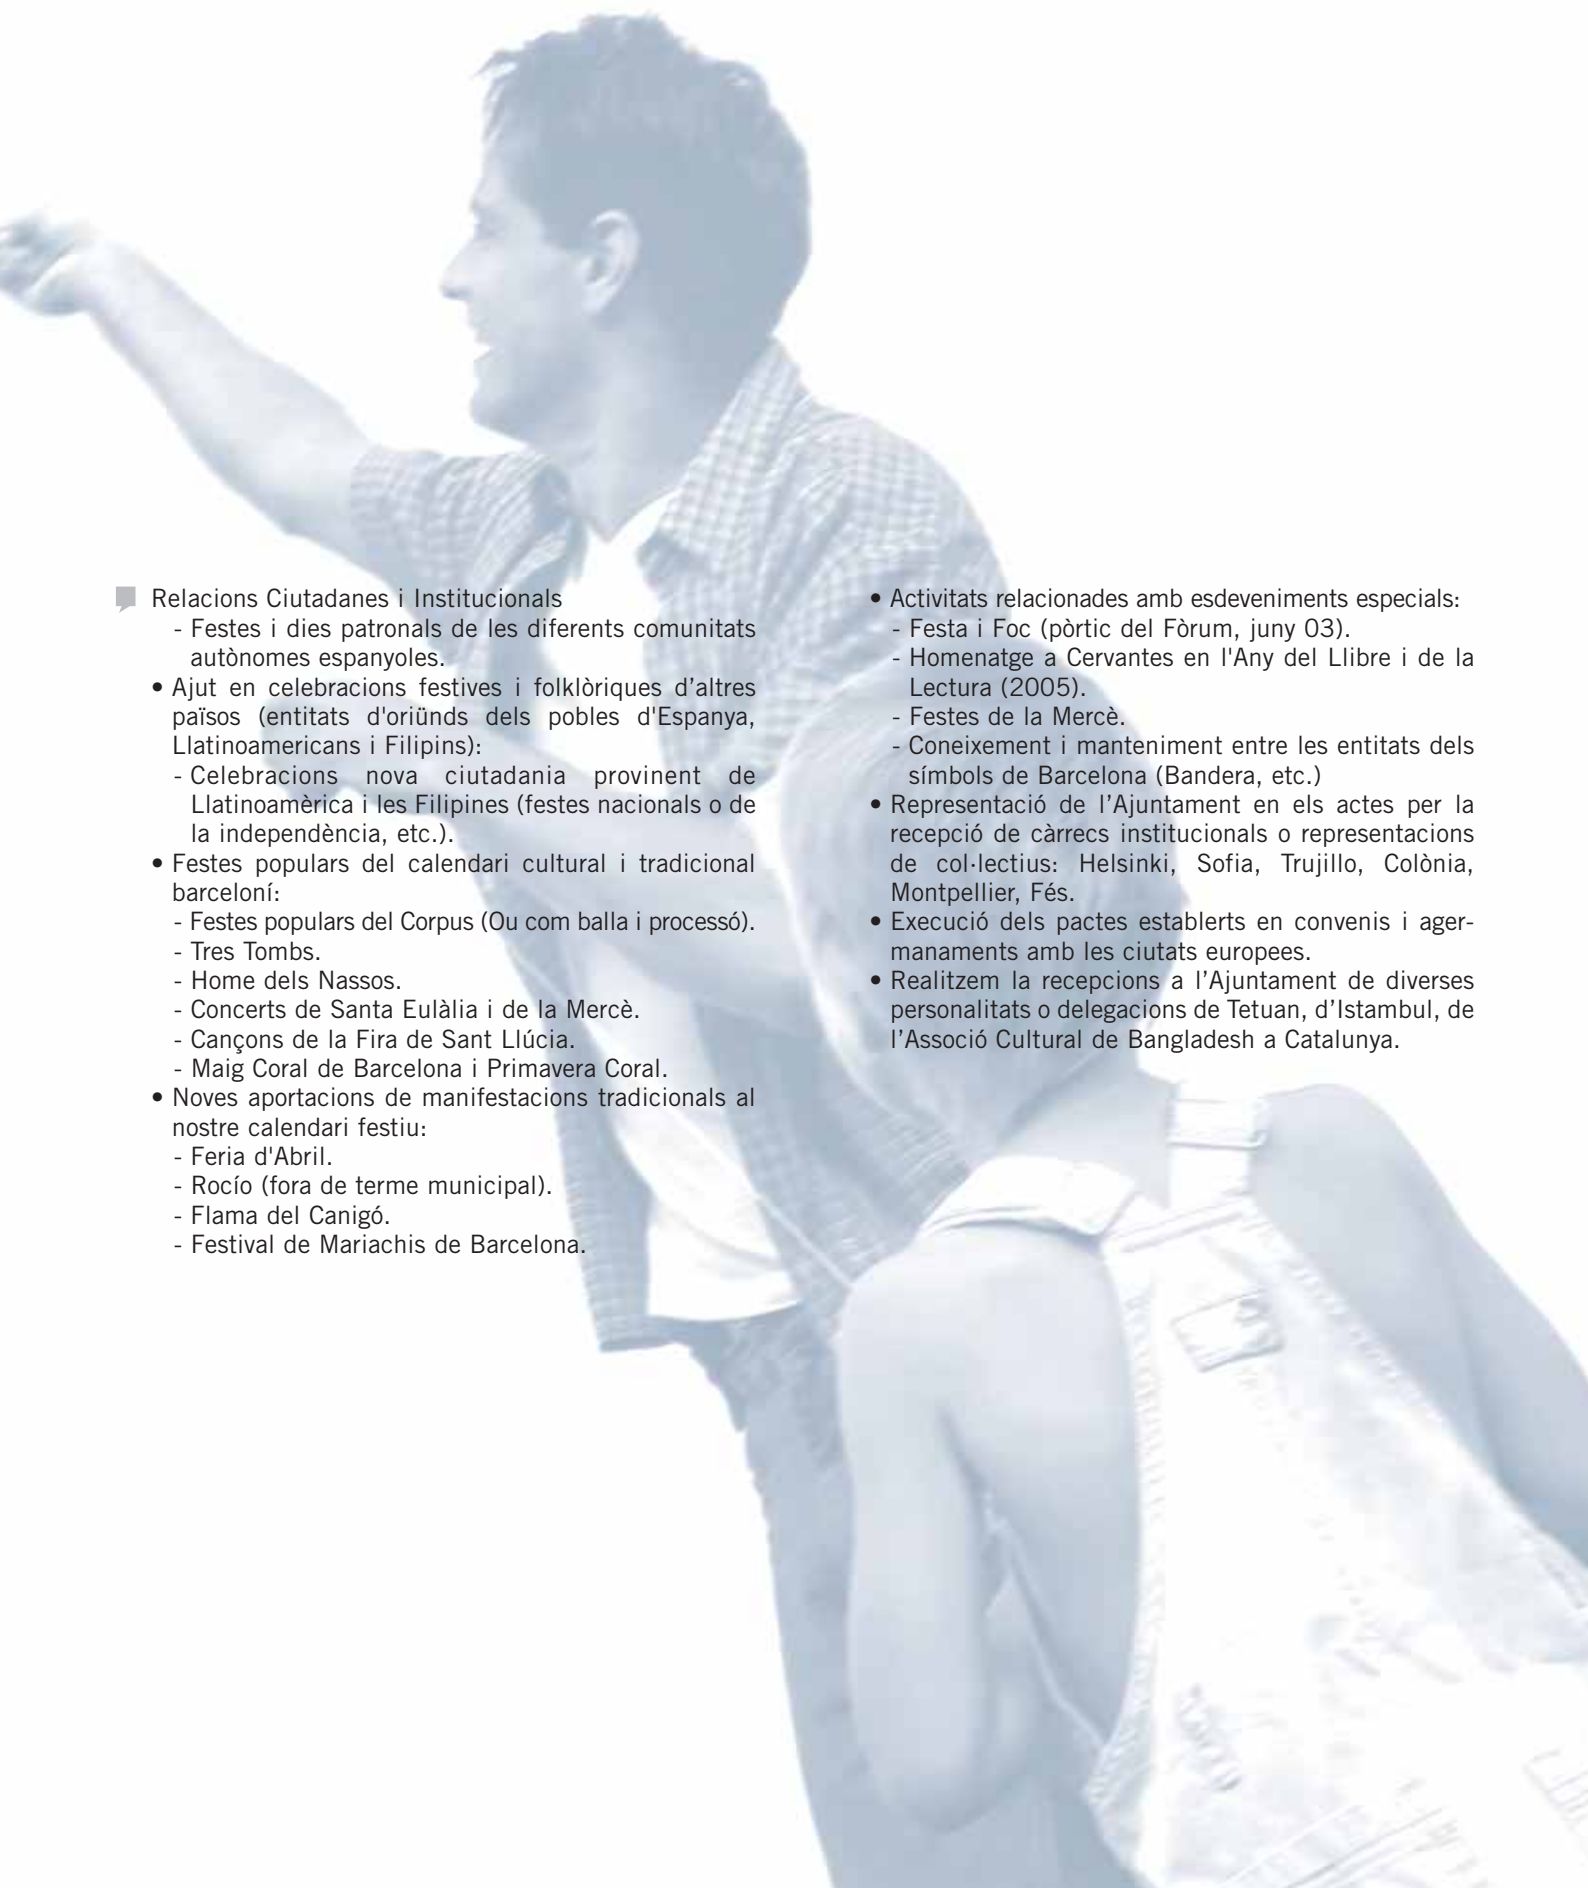 Relacions Ciutadanes i Institucionals
- Festes i dies patronals de les diferents comunitats
autònomes espanyoles.
• Ajut en celebracions festives i folklòriques d’altres
països (entitats d'oriünds dels pobles d'Espanya,
Llatinoamericans i Filipins):
- Celebracions nova ciutadania provinent de
Llatinoamèrica i les Filipines (festes nacionals o de
la independència, etc.).
• Festes populars del calendari cultural i tradicional
barceloní:
- Festes populars del Corpus (Ou com balla i processó).
- Tres Tombs.
- Home dels Nassos.
- Concerts de Santa Eulàlia i de la Mercè.
- Cançons de la Fira de Sant Llúcia.
- Maig Coral de Barcelona i Primavera Coral.
• Noves aportacions de manifestacions tradicionals al
nostre calendari festiu:
- Feria d'Abril.
- Rocío (fora de terme municipal).
- Flama del Canigó.
- Festival de Mariachis de Barcelona.
• Activitats relacionades amb esdeveniments especials:
- Festa i Foc (pòrtic del Fòrum, juny 03).
- Homenatge a Cervantes en l'Any del Llibre i de la
Lectura (2005).
- Festes de la Mercè.
- Coneixement i manteniment entre les entitats dels
símbols de Barcelona (Bandera, etc.)
• Representació de l’Ajuntament en els actes per la
recepció de càrrecs institucionals o representacions
de col·lectius: Helsinki, Sofia, Trujillo, Colònia,
Montpellier, Fés.
• Execució dels pactes establerts en convenis i ager-
manaments amb les ciutats europees.
• Realitzem la recepcions a l’Ajuntament de diverses
personalitats o delegacions de Tetuan, d’Istambul, de
l’Associó Cultural de Bangladesh a Catalunya.